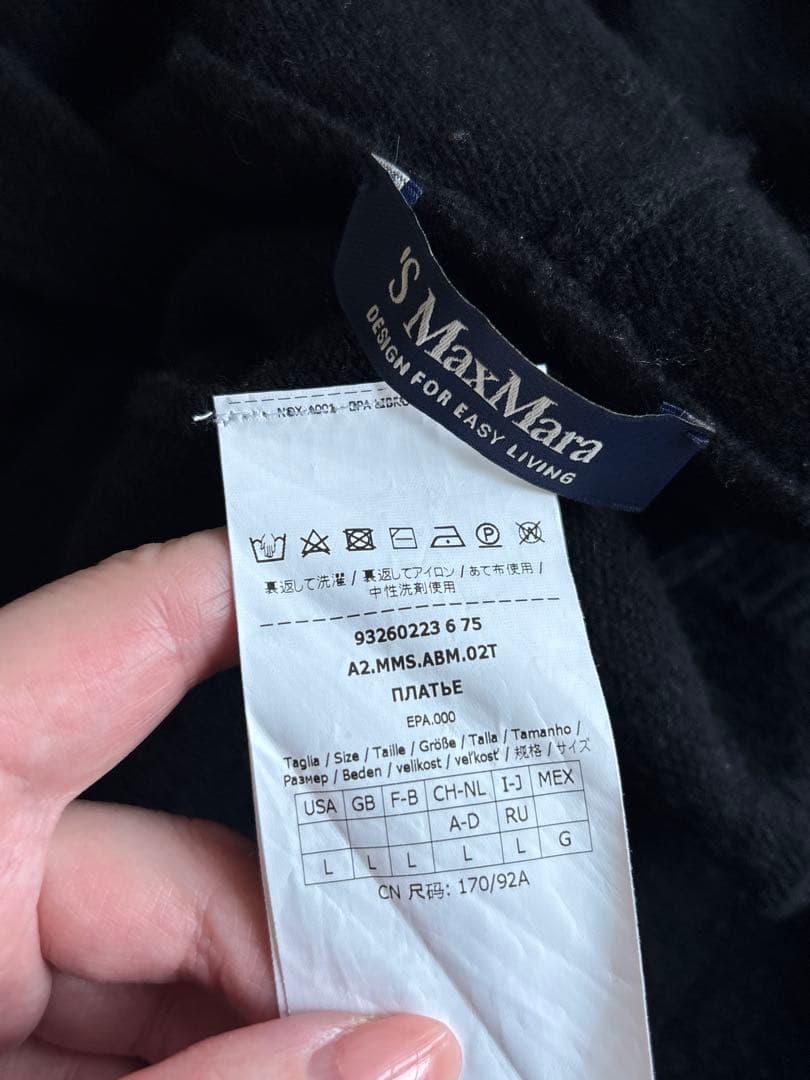 'S MaxMara
DESIGN FOR EASY LIVING
裏返して洗濯 / 裏返してアイロン / あて布使用 /
中性洗剤使用
93260223 6 75
A2.MMS.ABM.02T
ПЛАТЬЕ
EPA.000
Taglia / Size / Taille / Größe / Talla / Tamanho /
Размер / Beden / velikost / veľkosť / 规格 / サイズ
USA GB F-B CH-NL I-J MEX
A-D RU
L L L L L G
CN 尺码: 170/92A